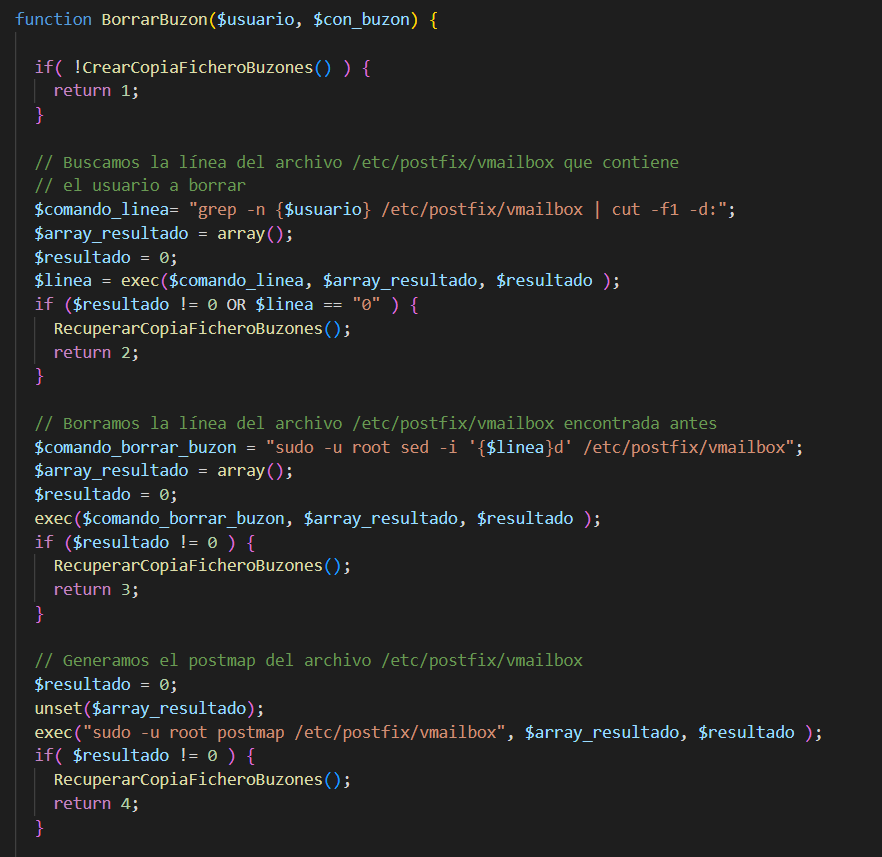 function BorrarBuzon($usuario, $con_buzon) {
if( !CrearCopiaFicheroBuzones() ) {
return 1;
}
// Buscamos la línea del archivo /etc/postfix/vmailbox que contiene
// el usuario a borrar
$comando_linea= "grep -n {$usuario} /etc/postfix/vmailbox | cut -f1 -d:";
$array_resultado = array();
$resultado = 0;
$linea = exec($comando_linea, $array_resultado, $resultado );
if ($resultado != 0 OR $linea == "0" ) {
RecuperarCopiaFicheroBuzones();
return 2;
}
// Borramos la línea del archivo /etc/postfix/vmailbox encontrada antes
$comando_borrar_buzon = "sudo -u root sed -i '{$linea}d' /etc/postfix/vmailbox";
$array_resultado = array();
$resultado = 0;
exec($comando_borrar_buzon, $array_resultado, $resultado );
if ($resultado != 0 ) {
RecuperarCopiaFicheroBuzones();
return 3;
}
// Generamos el postmap del archivo /etc/postfix/vmailbox
$resultado = 0;
unset($array_resultado);
exec("sudo -u root postmap /etc/postfix/vmailbox", $array_resultado, $resultado );
if( $resultado != 0 ) {
RecuperarCopiaFicheroBuzones();
return 4;
}